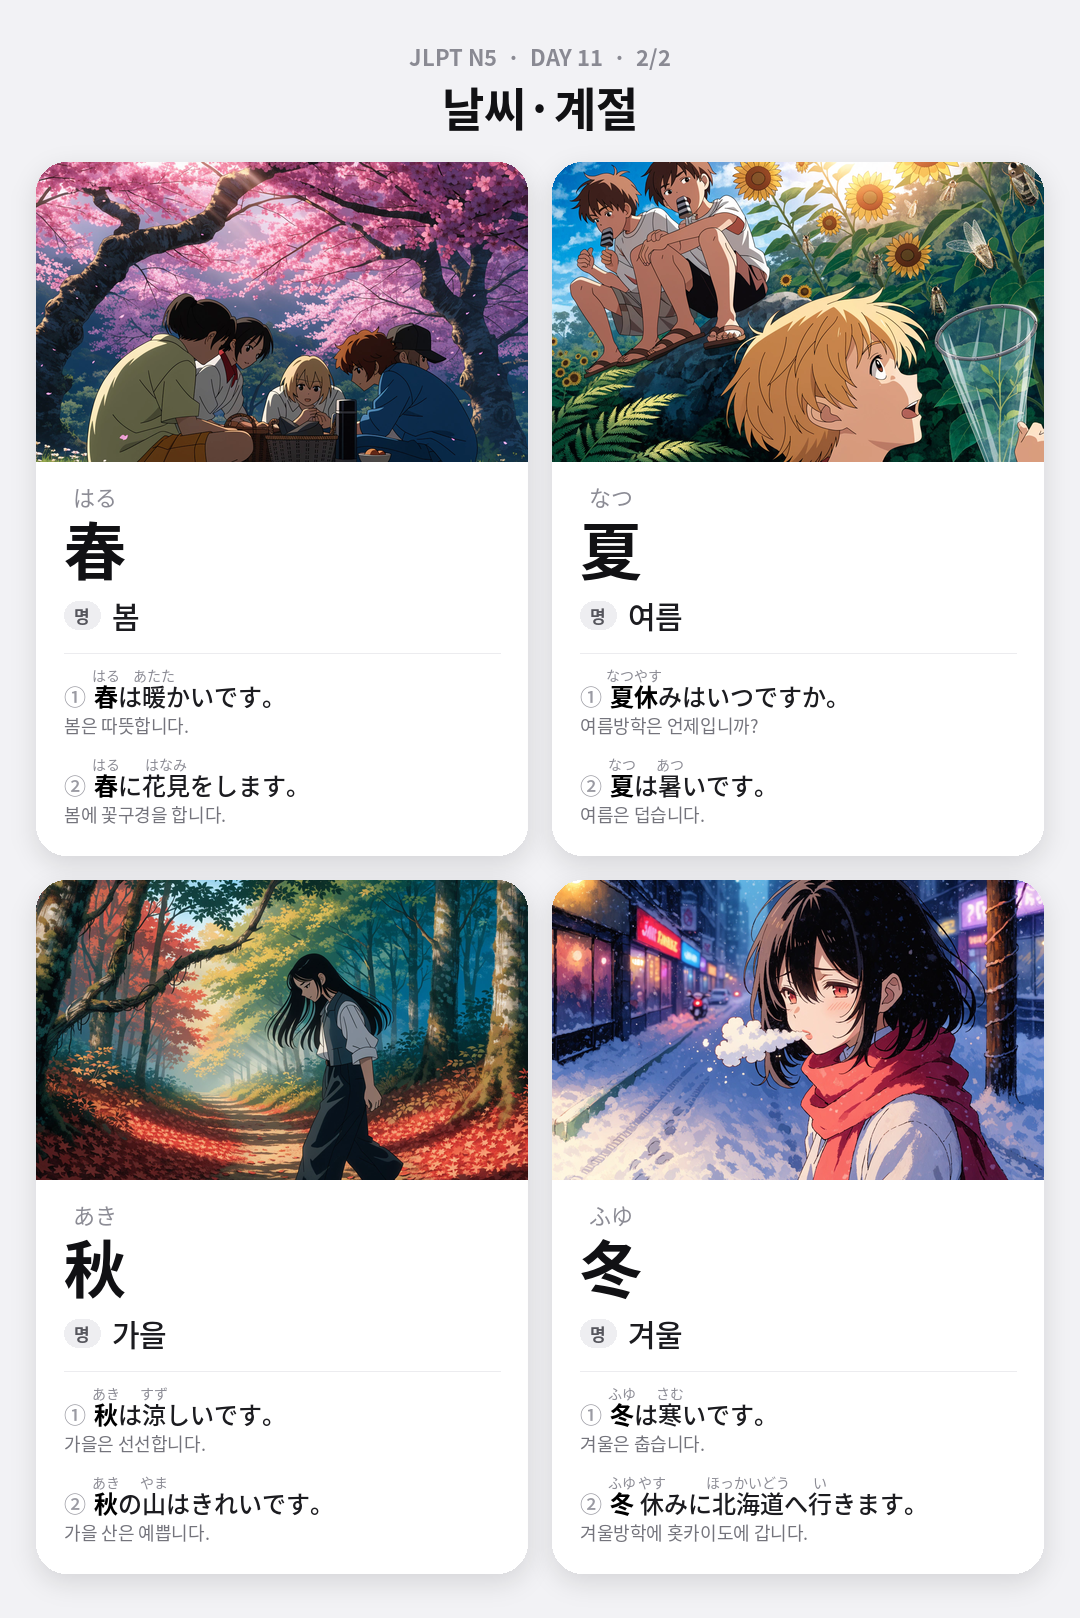 JLPT N5 · DAY 11 · 2/2
날씨·계절
はる
春
명 봄
はる あたた
① 春は暖かいです。
봄은 따뜻합니다.
はる はなみ
② 春に花見をします。
봄에 꽃구경을 합니다.
なつ
夏
명 여름
なつやす
① 夏休みはいつですか。
여름방학은 언제입니까?
なつ あつ
② 夏は暑いです。
여름은 덥습니다.
あき
秋
명 가을
あき すず
① 秋は涼しいです。
가을은 선선합니다.
あき やま
② 秋の山はきれいです。
가을 산은 예쁩니다.
ふゆ
冬
명 겨울
ふゆ さむ
① 冬は寒いです。
겨울은 춥습니다.
ふゆ やす ほっかいどう い
② 冬 休みに北海道へ行きます。
겨울방학에 홋카이도에 갑니다.